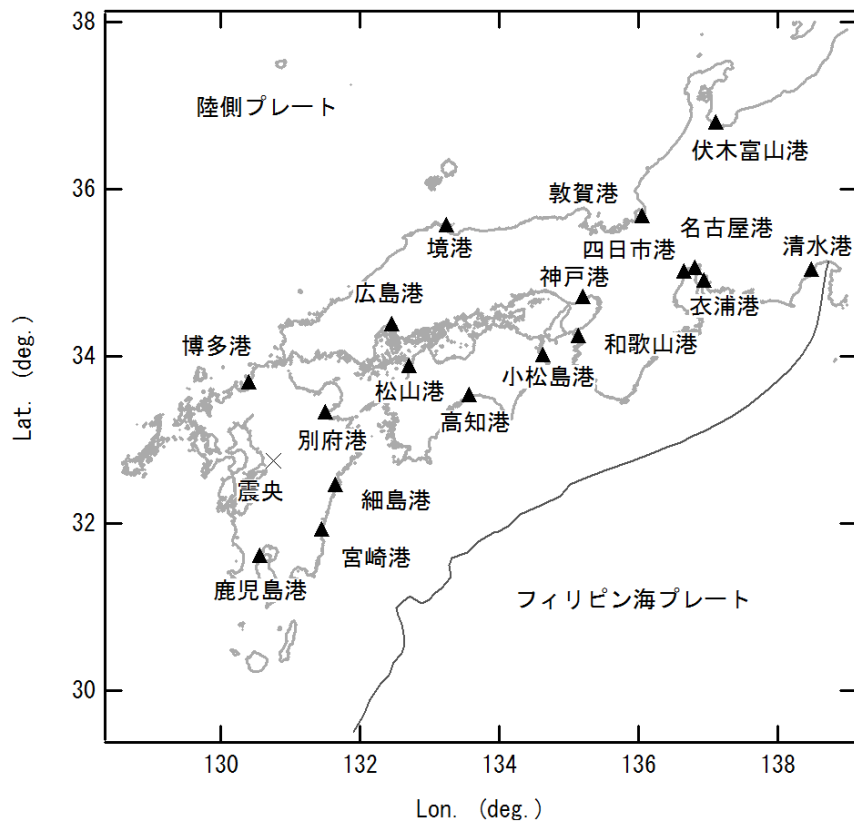 38
陸側プレート
伏木富山港
36
敦賀港
名古屋港
境港
四日市港
清水港
神戸港
広島港
衣浦港
博多港
和歌山港
34
小松島港
松山港
高知港
別府港
震央
細島港
32
宮崎港
鹿児島港
フィリピン海プレート
30
130
132
134
136
138
Lat. (deg.)
Lon. (deg.)